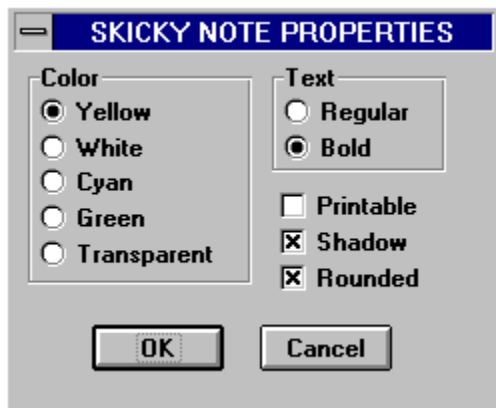 SKICKY NOTE PROPERTIES
Color
Yellow
White
Cyan
Green
Transparent
Text
Regular
Bold
Printable
Shadow
Rounded
OK
Cancel